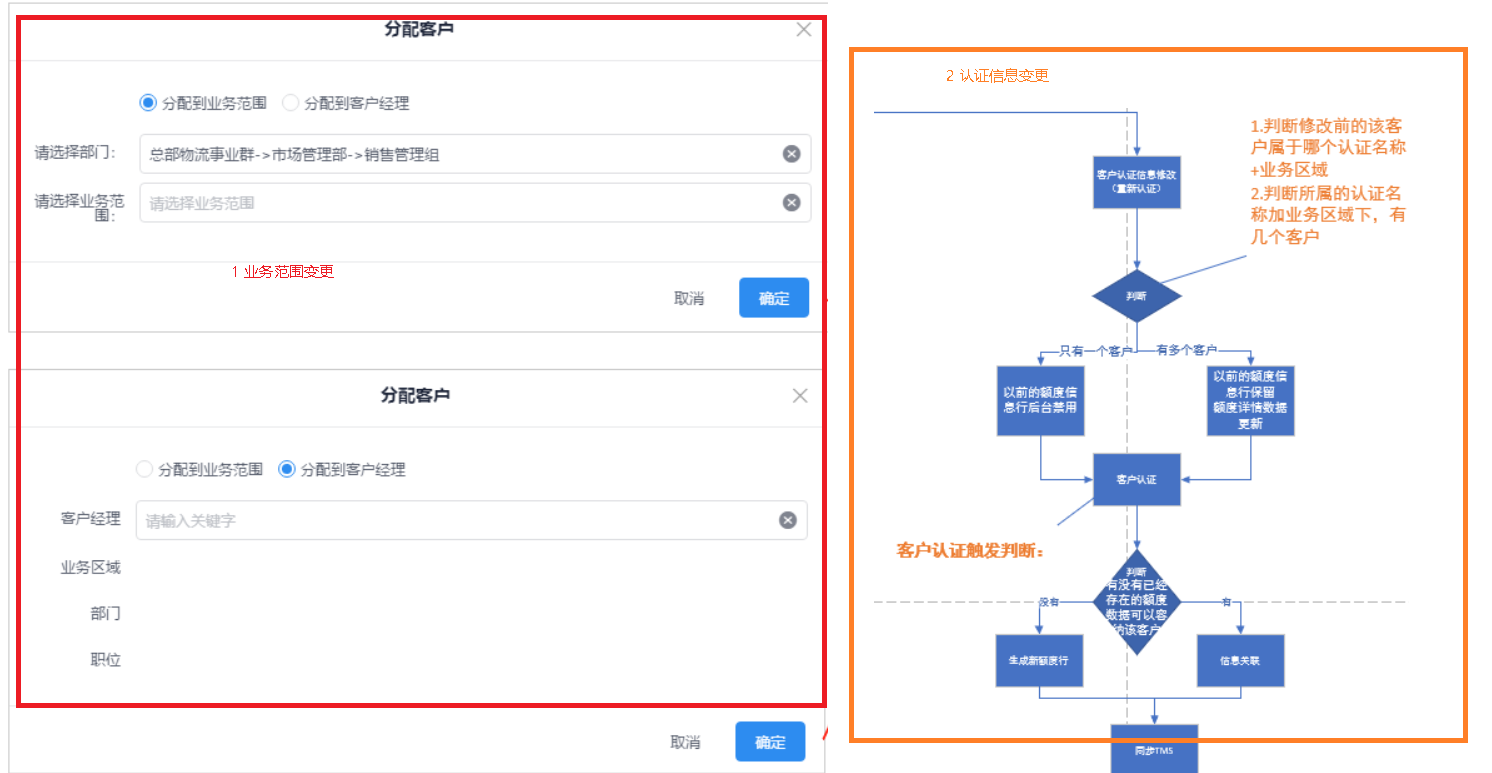 分配客户
分配到业务范围 分配到客户经理
请选择部门：
总部物流事业群->市场管理部->销售管理组
请选择业务范
围：
请选择业务范围
1 业务范围变更
取消
确定
分配客户
分配到业务范围 分配到客户经理
客户经理
请输入关键字
业务区域
部门
职位
取消
确定
2 认证信息变更
1.判断修改前的该客
户属于哪个认证名称
+业务区域
2.判断所属的认证名
称加业务区域下，有
几个客户
客户认证信息修改
（重新认证）
判断
只有一个客户
有多个客户
以前的额度信
息行后台禁用
以前的额度信
息行保留
额度详情数据
更新
客户认证
客户认证触发判断：
判断
有没有已经
存在的额度
数据可以容
纳该客户
没有
有
生成新额度行
信息关联
同步TMS